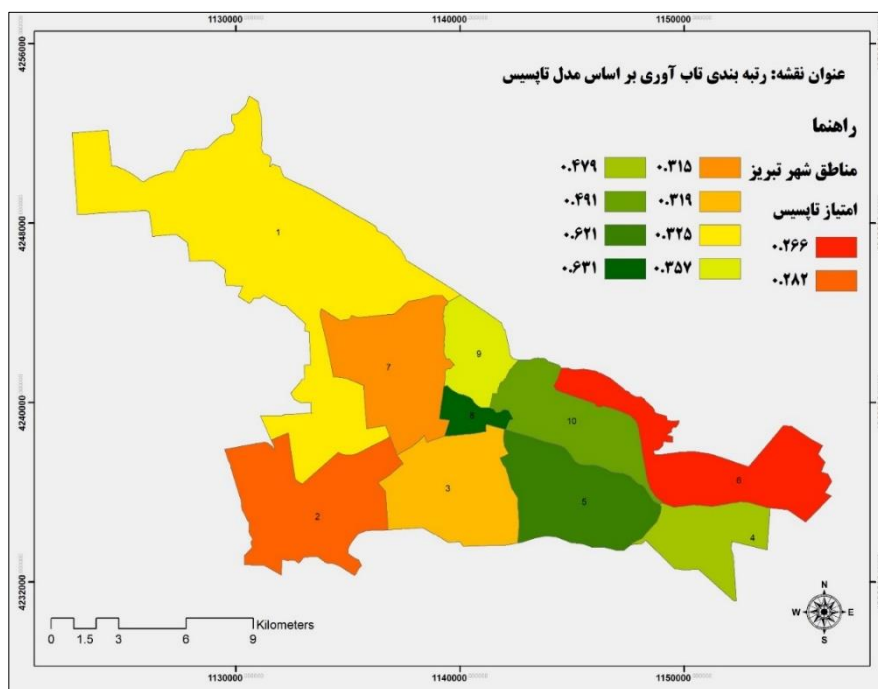 1130000 1140000 1150000
4256000
4248000
4240000
4232000
عنوان نقشه: رتبه بندی تاب آوری بر اساس مدل تاپسیس
راهنما
مناطق شهر تبریز
امتیاز تاپسیس
۰.۲۶۶
۰.۲۸۲
۰.۳۱۵
۰.۳۱۹
۰.۳۲۵
۰.۳۵۷
۰.۴۷۹
۰.۴۹۱
۰.۶۲۱
۰.۶۳۱
1
9
7
10
6
3
5
2
4
N
W E
S
Kilometers
0 1.5 3 6 9
1130000 1140000 1150000